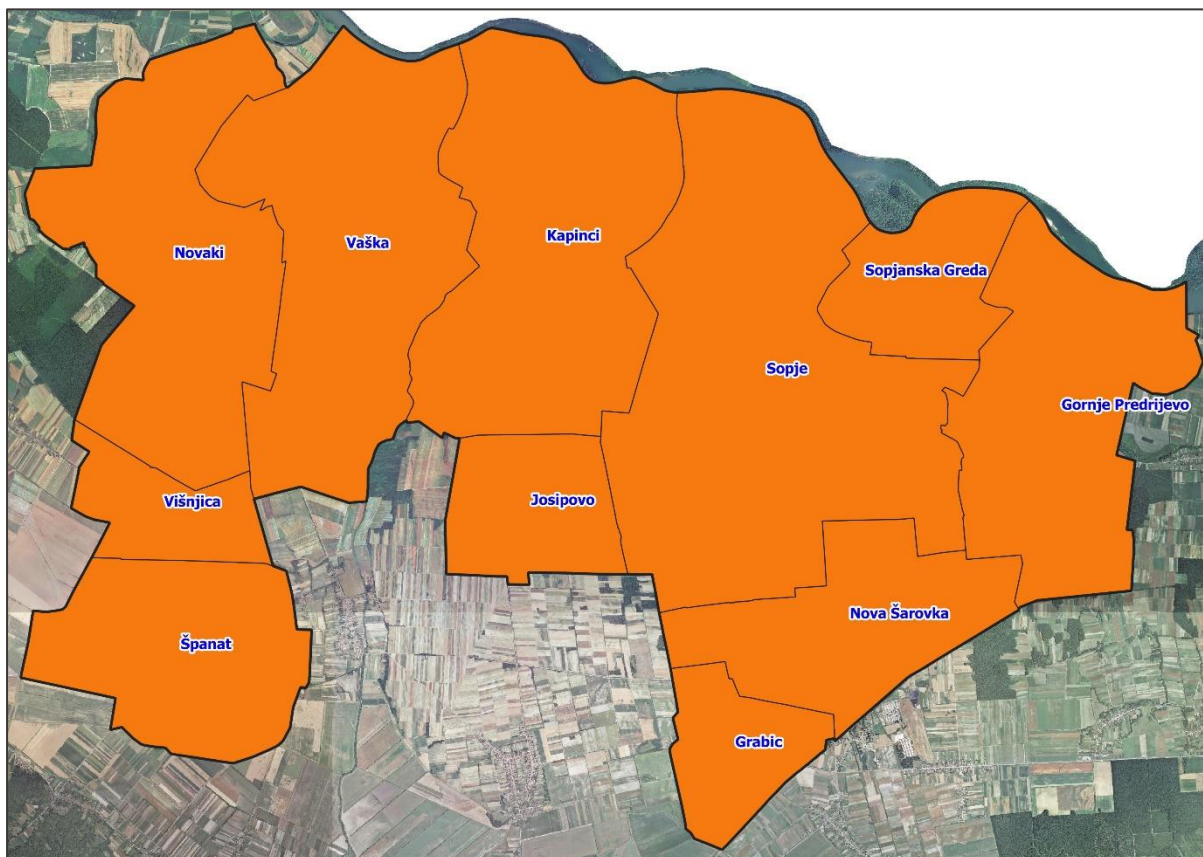 Vaška
Kapinci
Novaki
Sopjanska Greda
Sopje
Gornje Predrijevo
Višnjica
Josipovo
Nova Šarovka
Španat
Grabic